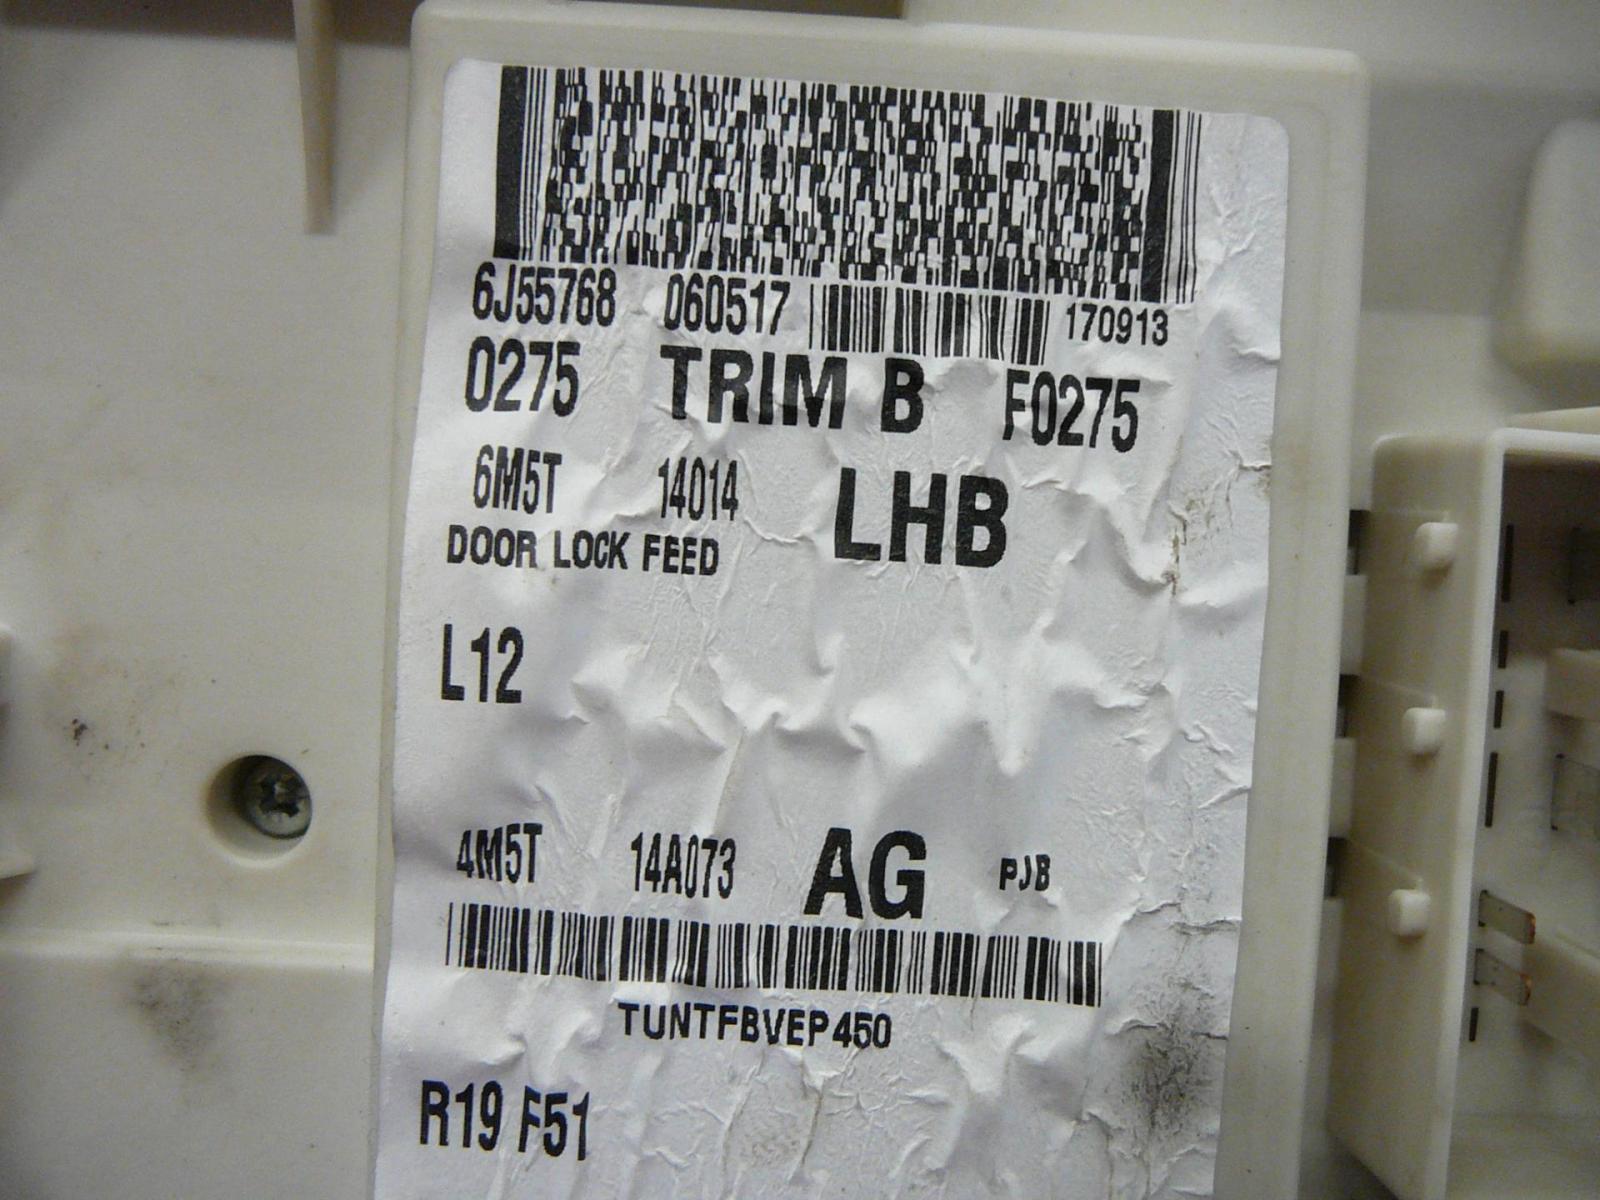 6J55768 060517 170913
0275 TRIM B F0275
6M5T 14014 LHB
DOOR LOCK FEED
L12
4M5T 14A073 AG PJB
TUNTFBVEP450
R19 F51